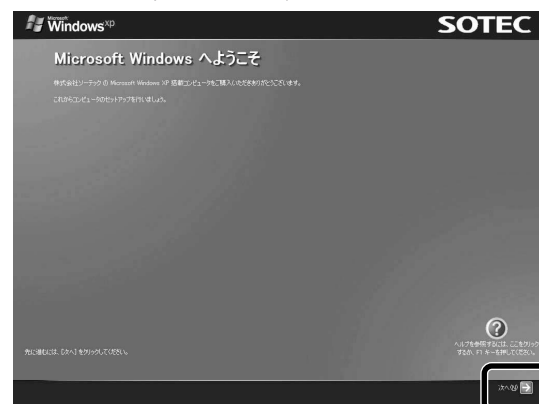 Microsoft
Windows xp
SOTEC
Microsoft Windows へようこそ
株式会社ソーテック の Microsoft Windows XP 搭載コンピュータをご購入いただきありがとうございます。
これからコンピュータのセットアップを行いましょう。
先に進むには、[次へ] をクリックしてください。
ヘルプを参照するには、ここをクリック
するか、F1 キーを押してください。
次へ(N)